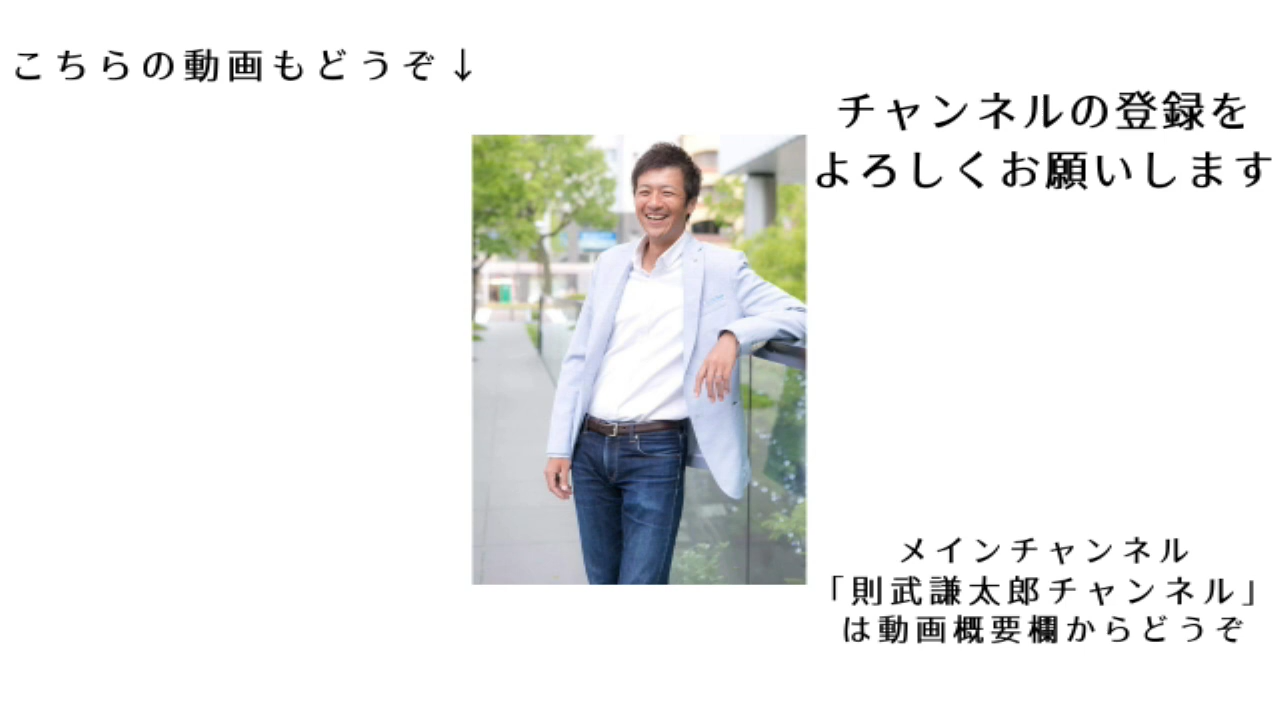 こちらの動画もどうぞ↓
チャンネルの登録を
よろしくお願いします
メインチャンネル
「則武謙太郎チャンネル」
は動画概要欄からどうぞ